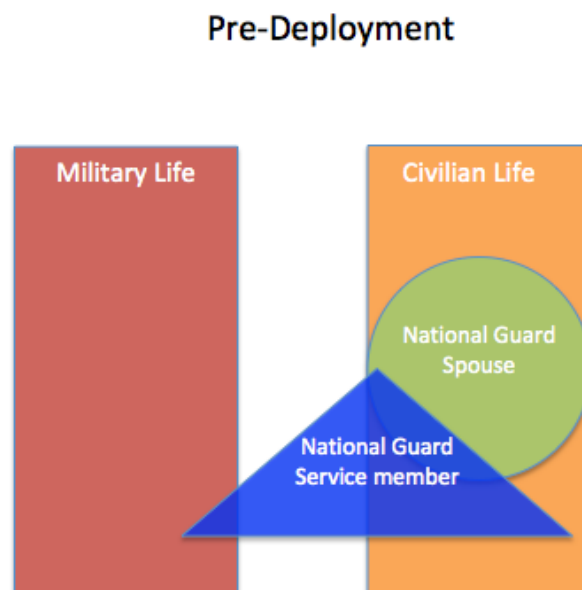 Pre-Deployment
Military Life
Civilian Life
National Guard
Spouse
National Guard
Service member